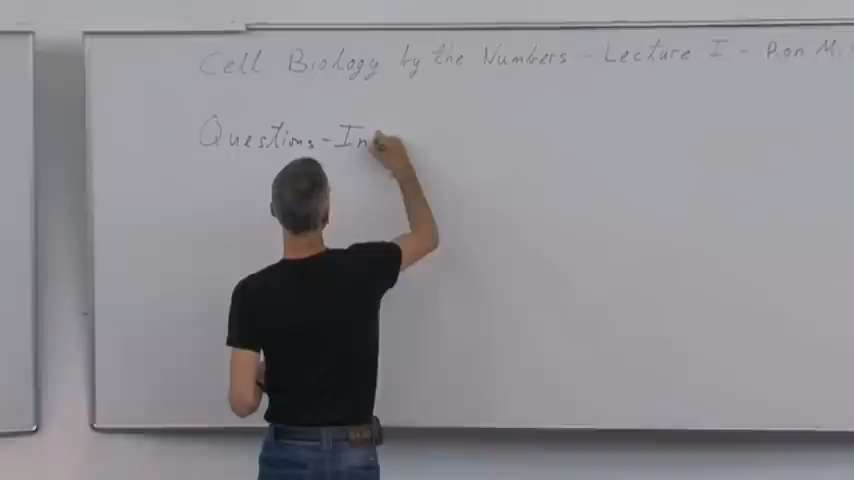 Cell Biology by the Numbers - Lecture I - Ron M.
Questions - In